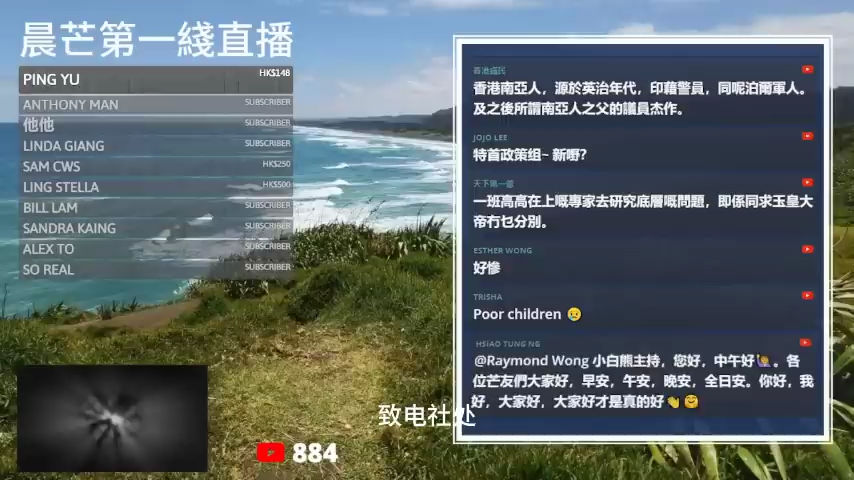 晨芒第一綫直播
PING YU HK$148
ANTHONY MAN SUBSCRIBER
他他 SUBSCRIBER
LINDA GIANG SUBSCRIBER
SAM CWS HK$250
LING STELLA HK$500
BILL LAM SUBSCRIBER
SANDRA KAING SUBSCRIBER
ALEX TO SUBSCRIBER
SO REAL SUBSCRIBER
香港南亞人，源於英治年代，印藉警員，同呢泊爾軍人。
及之後所謂南亞人之父的議員杰作。
JOJO LEE
特首政策组~ 新嘢?
一班高高在上嘅專家去研究底層嘅問題，即係同求玉皇大
帝冇乜分別。
ESTHER WONG
好慘
TRISHA
Poor children 😢
HSIAO TUNG NG
@Raymond Wong 小白熊主持，您好，中午好🙋。各
位芒友們大家好，早安，午安，晚安，全日安。你好，我
好，大家好，大家好才是真的好👏🤗
致电社处
884